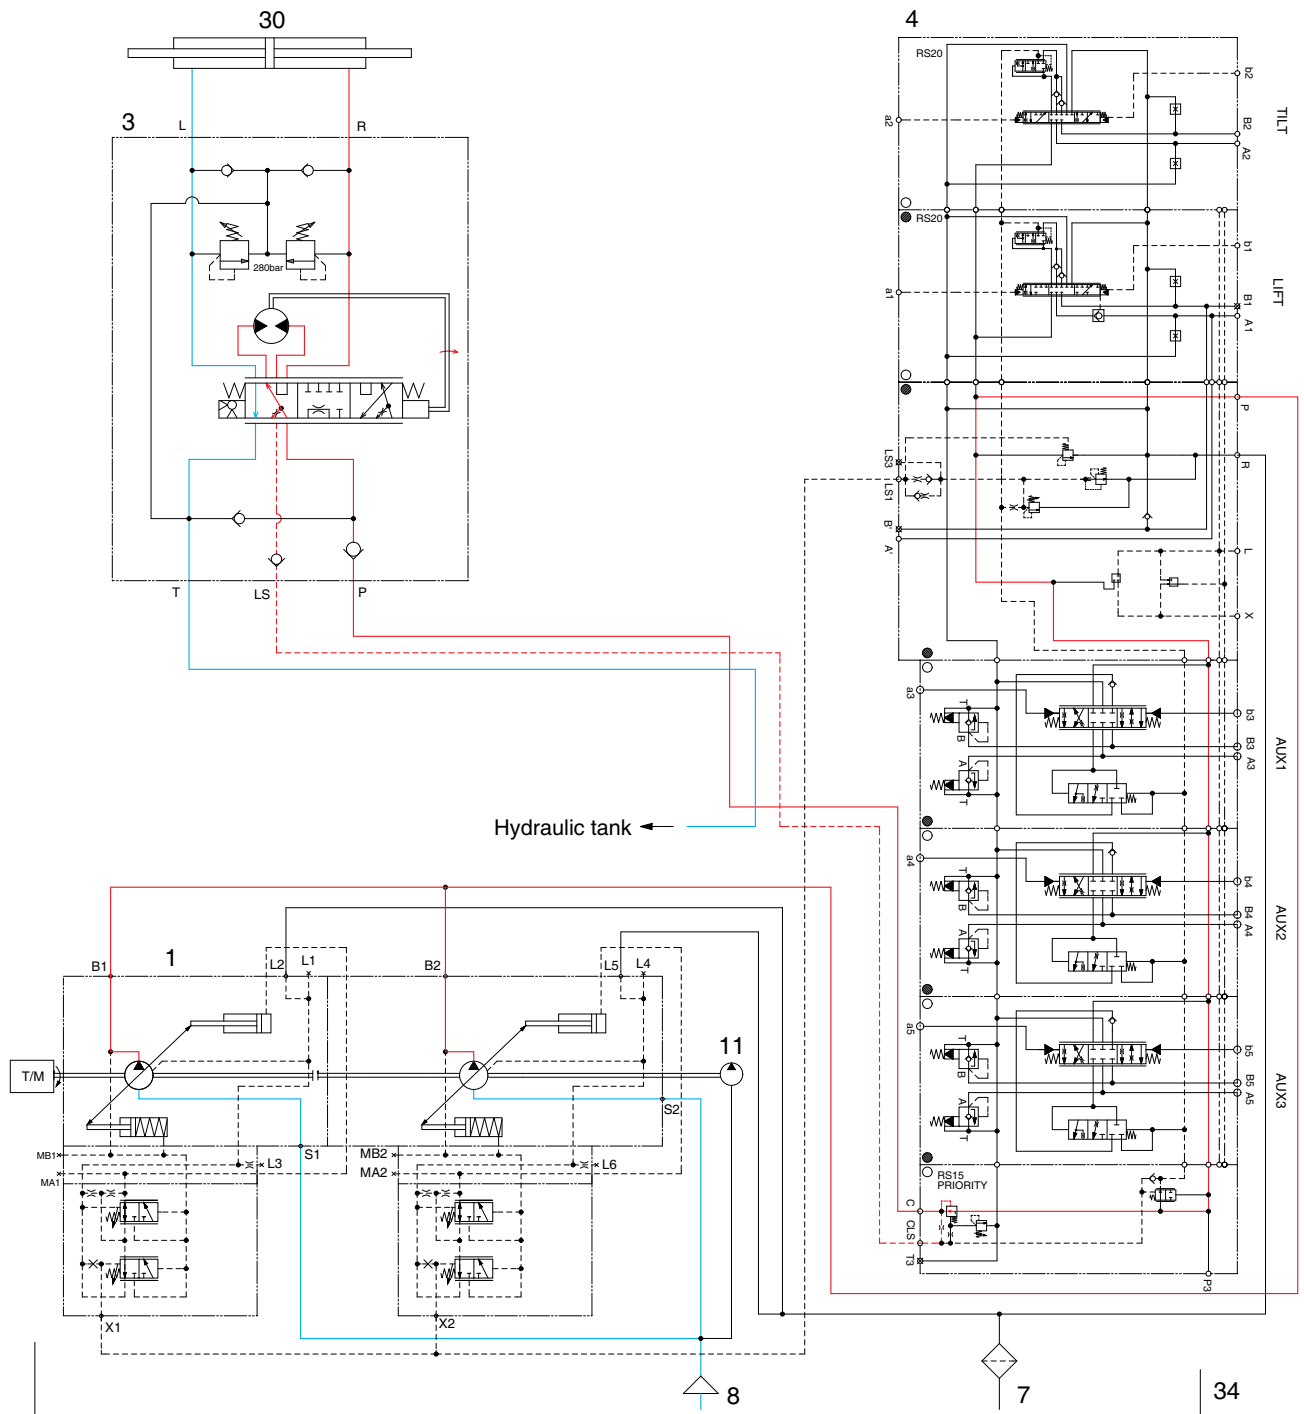 30
4
RS20
b2
TILT
3
L
R
a2
B2
A2
RS20
b1
LIFT
280bar
a1
B1
A1
P
LS3
R
LS1
B'
A'
L
T
LS
P
X
a3
T
b3
B
B3
A3
AUX1
A
T
Hydraulic tank
a4
T
b4
B
B4
A4
AUX2
A
T
1
B1
L2
L1
B2
L5
L4
a5
T
b5
B
B5
A5
AUX3
A
T
11
T/M
S2
S1
MB1
L3
MB2
L6
MA1
MA2
RS15
PRIORITY
C
CLS
T3
P3
X1
X2
8
7
34